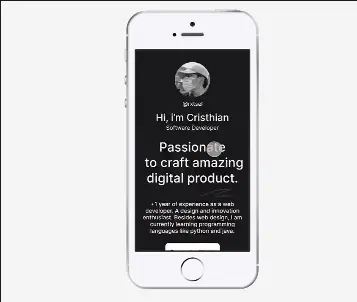 Hi, i'm Cristhian
Software Developer
Passionate
to craft amazing
digital product.
+1 year of experience as a web
developer. A design and innovation
enthusiast. Besides web design, I am
currently learning programming
languages like python and java.